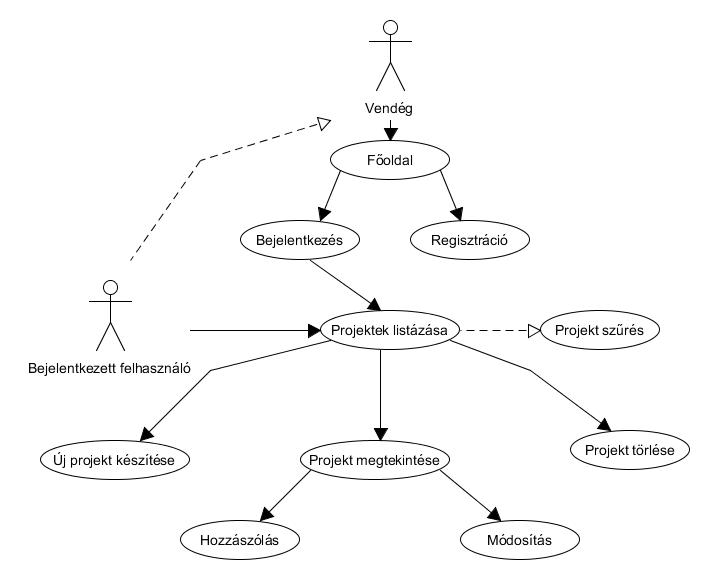 Vendég
Főoldal
Bejelentkezés
Regisztráció
Projektek listázása
Projekt szűrés
Bejelentkezett felhasználó
Új projekt készítése
Projekt megtekintése
Projekt törlése
Hozzászólás
Módosítás